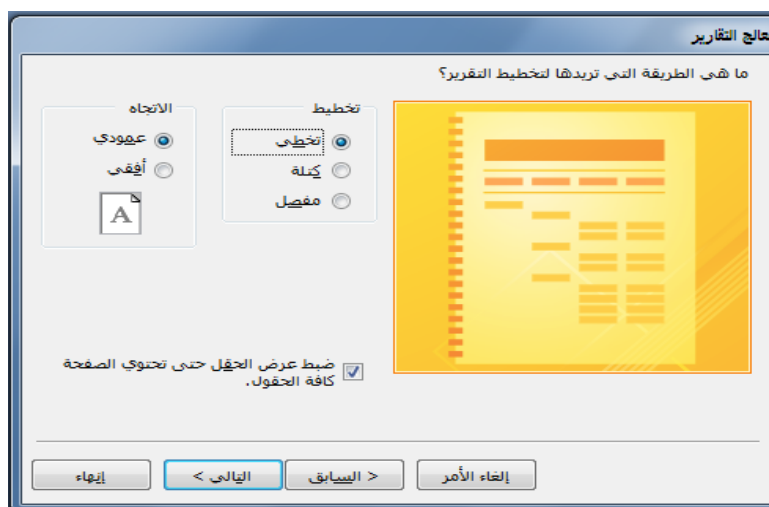 معالج التقارير
ما هي الطريقة التي تريدها لتخطيط التقرير؟
تخطيط
تخطي
كتلة
مفصل
الاتجاه
عمودي
أفقي
A
ضبط عرض الحقل حتى تحتوي الصفحة
كافة الحقول.
إلغاء الأمر
< السابق
التالي >
إنهاء